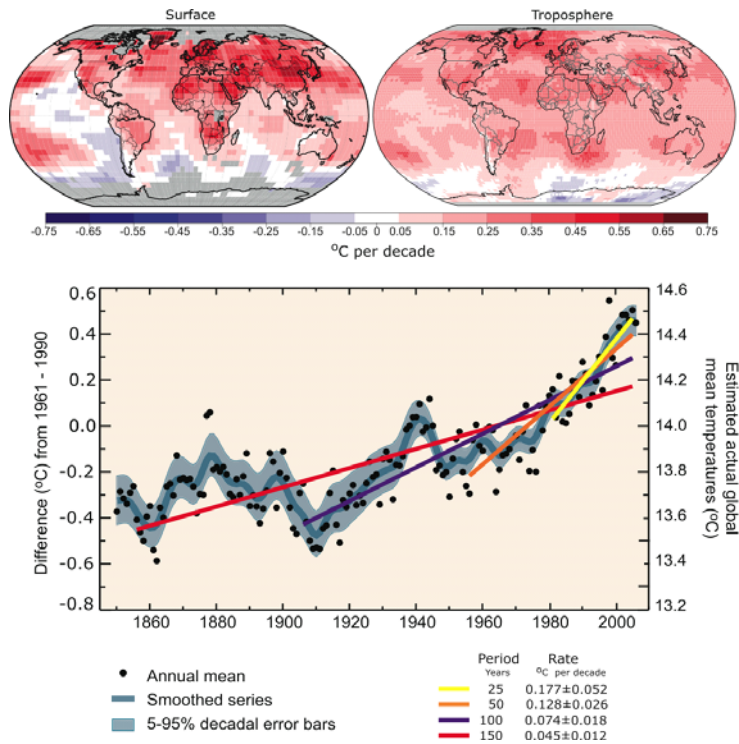 Surface
Troposphere
-0.75 -0.65 -0.55 -0.45 -0.35 -0.25 -0.15 -0.05 0 0.05 0.15 0.25 0.35 0.45 0.55 0.65 0.75
ºC per decade
0.6
0.4
0.2
0.0
-0.2
-0.4
-0.6
-0.8
Difference (ºC) from 1961 - 1990
14.6
14.4
14.2
14.0
13.8
13.6
13.4
13.2
Estimated actual global
mean temperatures (ºC)
1860 1880 1900 1920 1940 1960 1980 2000
Annual mean
Smoothed series
5-95% decadal error bars
Period Rate
Years ºC per decade
25 0.177±0.052
50 0.128±0.026
100 0.074±0.018
150 0.045±0.012